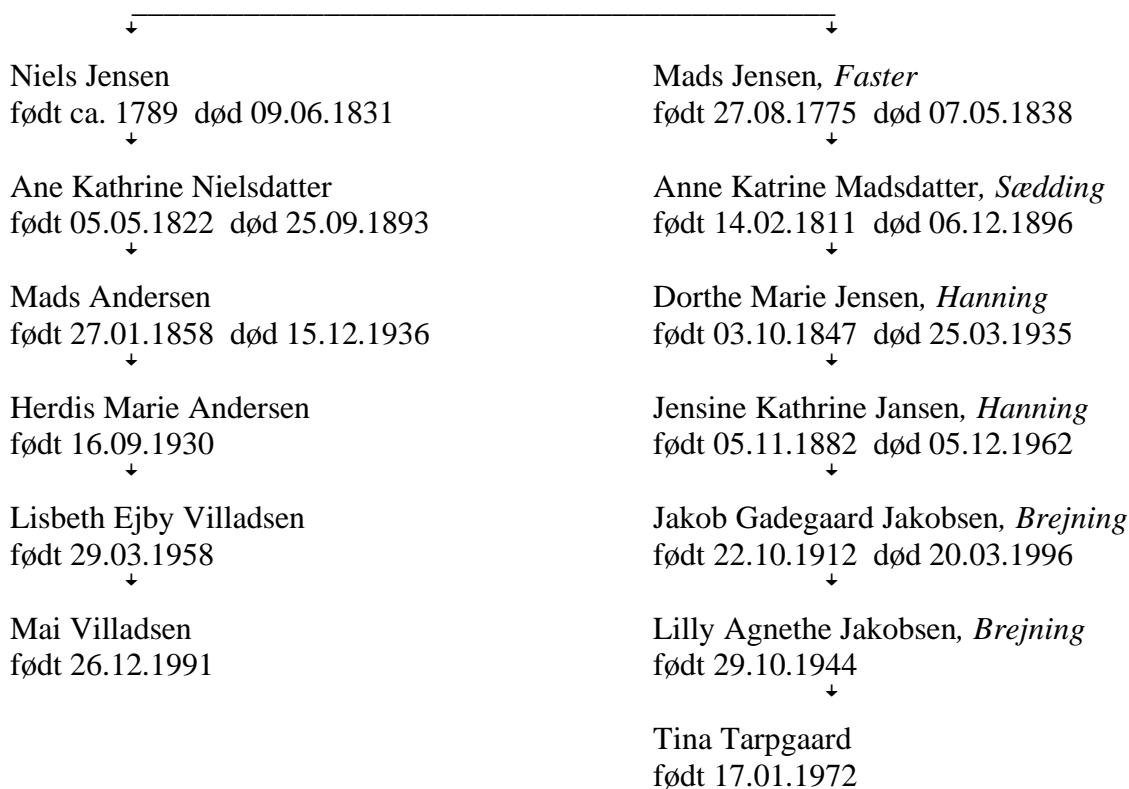 Niels Jensen
født ca. 1789  død 09.06.1831
Ane Kathrine Nielsdatter
født 05.05.1822  død 25.09.1893
Mads Andersen
født 27.01.1858  død 15.12.1936
Herdis Marie Andersen
født 16.09.1930
Lisbeth Ejby Villadsen
født 29.03.1958
Mai Villadsen
født 26.12.1991
Mads Jensen, Faster
født 27.08.1775  død 07.05.1838
Anne Katrine Madsdatter, Sædding
født 14.02.1811  død 06.12.1896
Dorthe Marie Jensen, Hanning
født 03.10.1847  død 25.03.1935
Jensine Kathrine Jansen, Hanning
født 05.11.1882  død 05.12.1962
Jakob Gadegaard Jakobsen, Brejning
født 22.10.1912  død 20.03.1996
Lilly Agnethe Jakobsen, Brejning
født 29.10.1944
Tina Tarpgaard
født 17.01.1972